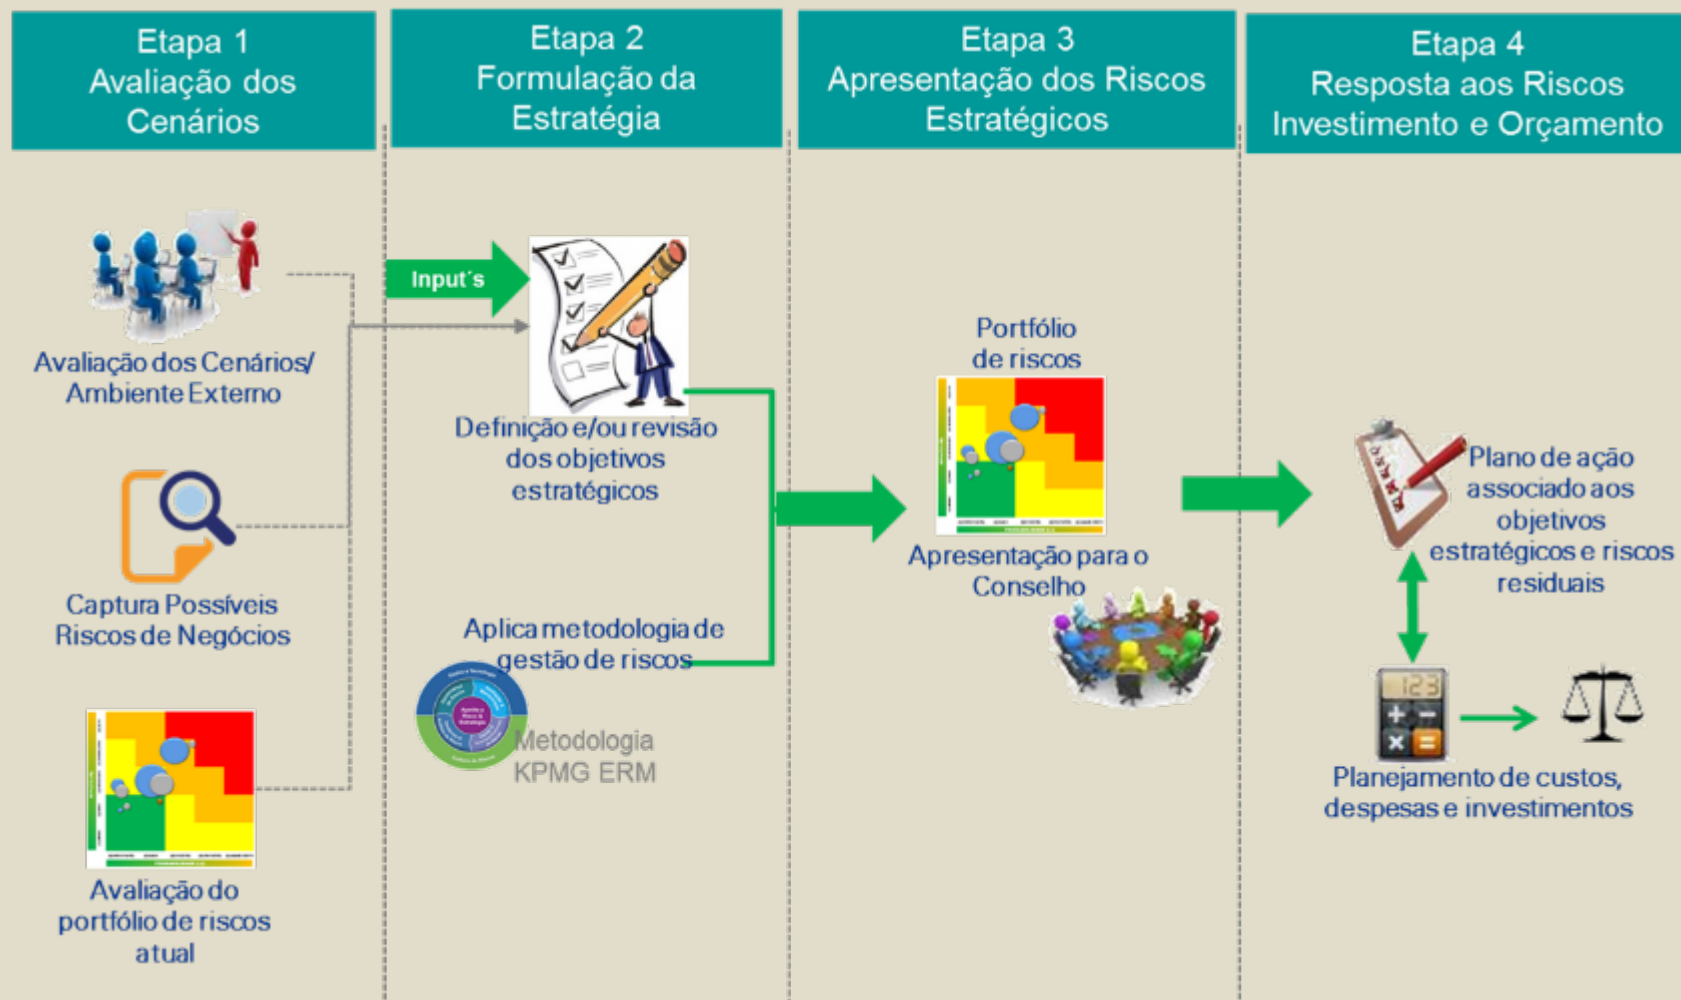 Etapa 1
Avaliação dos
Cenários
Etapa 2
Formulação da
Estratégia
Etapa 3
Apresentação dos Riscos
Estratégicos
Etapa 4
Resposta aos Riscos
Investimento e Orçamento
Avaliação dos Cenários/
Ambiente Externo
Captura Possíveis
Riscos de Negócios
Avaliação do
portfólio de riscos
atual
Input´s
Definição e/ou revisão
dos objetivos
estratégicos
Aplica metodologia de
gestão de riscos
Metodologia
KPMG ERM
Portfólio
de riscos
Apresentação para o
Conselho
Plano de ação
associado aos
objetivos
estratégicos e riscos
residuais
123
Planejamento de custos,
despesas e investimentos